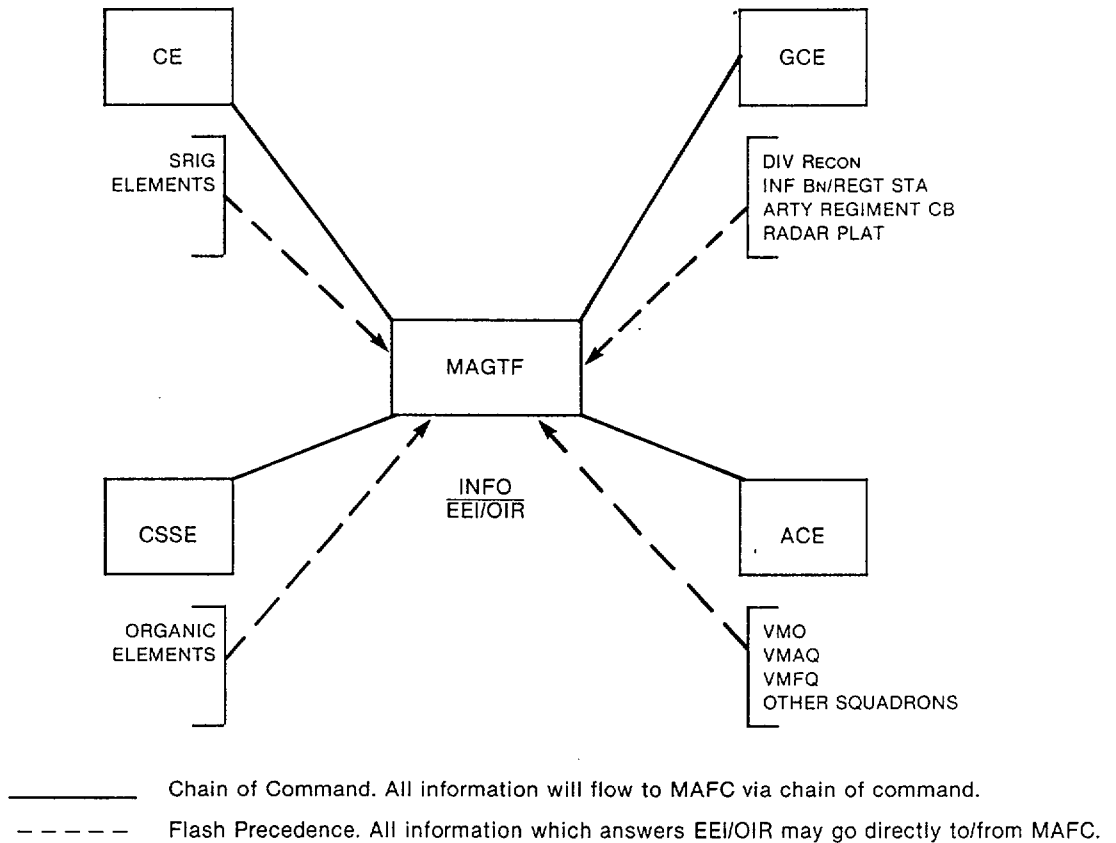 CE
GCE
SRIG
ELEMENTS
DIV RECON
INF BN/REGT STA
ARTY REGIMENT CB
RADAR PLAT
MAGTF
INFO
EEI/OIR
CSSE
ACE
ORGANIC
ELEMENTS
VMO
VMAQ
VMFQ
OTHER SQUADRONS
Chain of Command. All information will flow to MAFC via chain of command.
Flash Precedence. All information which answers EEI/OIR may go directly to/from MAFC.